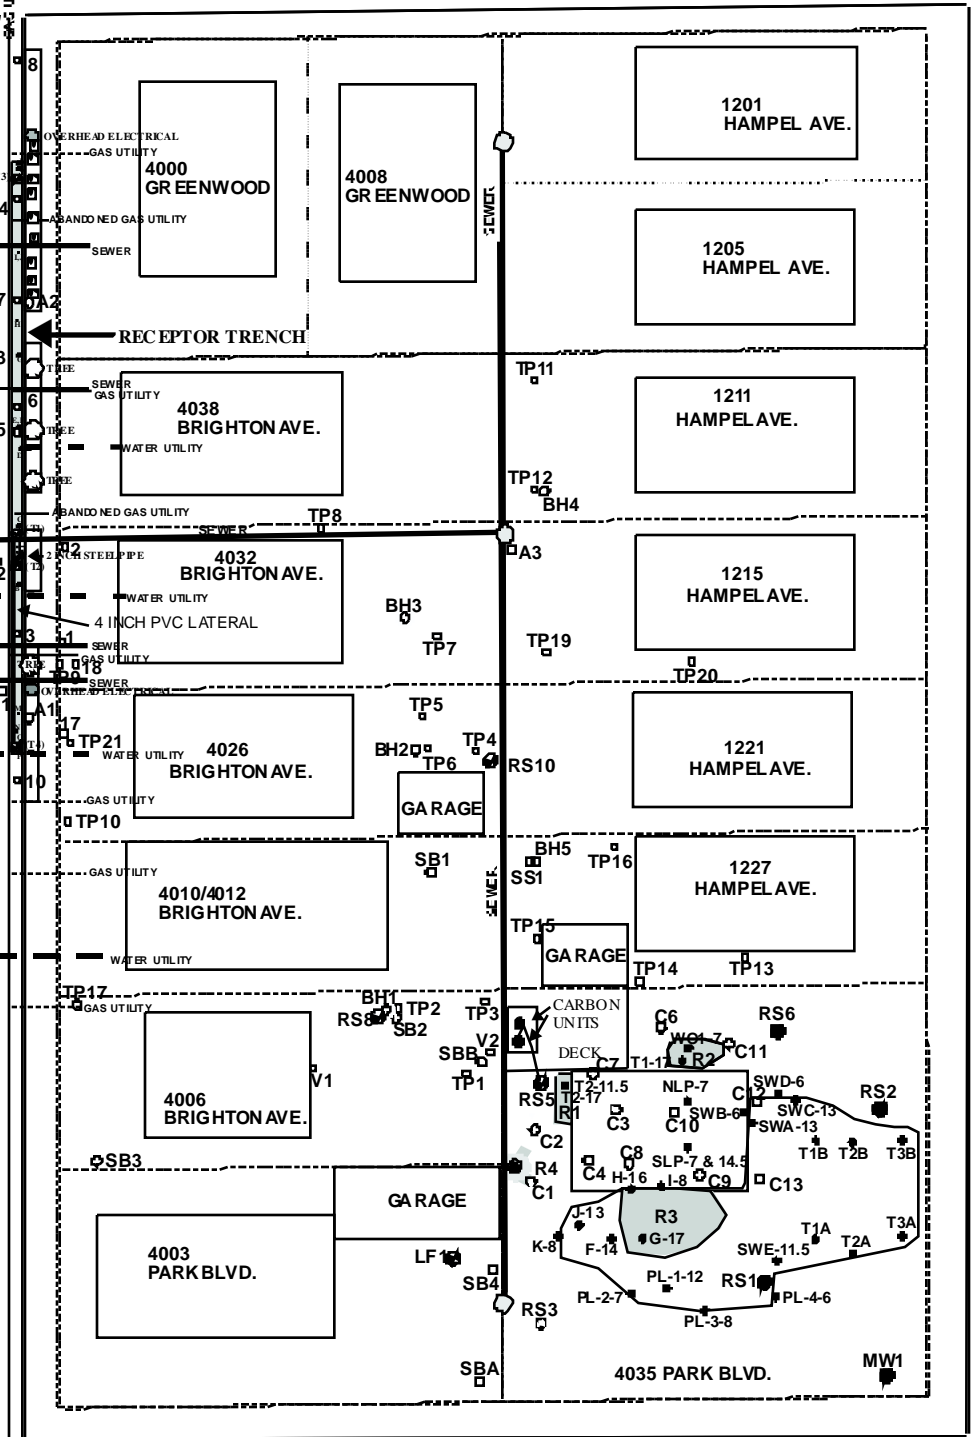 8
OVERHEAD ELECTRICAL
GAS UTILITY
4000
GREENWOOD
4008
GREENWOOD
1201
HAMPEL AVE.
3
4
ABANDONED GAS UTILITY
SEWER
SEWER
1205
HAMPEL AVE.
7
A2
RECEPTOR TRENCH
TREE
SEWER
GAS UTILITY
TP11
6
5
TREE
WATER UTILITY
4038
BRIGHTON AVE.
1211
HAMPEL AVE.
TREE
TP12
BH4
ABANDONED GAS UTILITY
TP8
SEWER
2
2 INCH STEEL PIPE
A3
4032
BRIGHTON AVE.
1215
HAMPEL AVE.
WATER UTILITY
4 INCH PVC LATERAL
BH3
TP7
TP19
3
1
SEWER
GAS UTILITY
TREE
TP9
18
SEWER
OVERHEAD ELECTRICAL
TP20
A1
TP5
17
TP21
WATER UTILITY
4026
BRIGHTON AVE.
BH2
TP6
TP4
RS10
1221
HAMPEL AVE.
10
GAS UTILITY
GARAGE
TP10
SB1
BH5
SS1
TP16
GAS UTILITY
4010/4012
BRIGHTON AVE.
1227
HAMPEL AVE.
SEWER
TP15
GARAGE
WATER UTILITY
TP14
TP13
TP17
GAS UTILITY
BH1
TP2
RS8
SB2
TP3
CARBON
UNITS
C6
RS6
V2
WO1-7
C11
DECK
T1-17
R2
SBB
C7
V1
TP1
4006
BRIGHTON AVE.
RS5
T2-11.5
T2-17
R1
NLP-7
SWD-6
C12
RS2
SWB-6
SWC-13
C3
C10
SWA-13
C2
T1B
T2B
T3B
SB3
C8
SLP-7 & 14.5
R4
C4
H-16
I-8
C9
C13
C1
GARAGE
J-13
R3
K-8
F-14
G-17
T1A
T2A
T3A
4003
PARK BLVD.
LF1
SWE-11.5
SB4
PL-1-12
RS1
PL-2-7
PL-4-6
RS3
PL-3-8
SBA
4035 PARK BLVD.
MW1